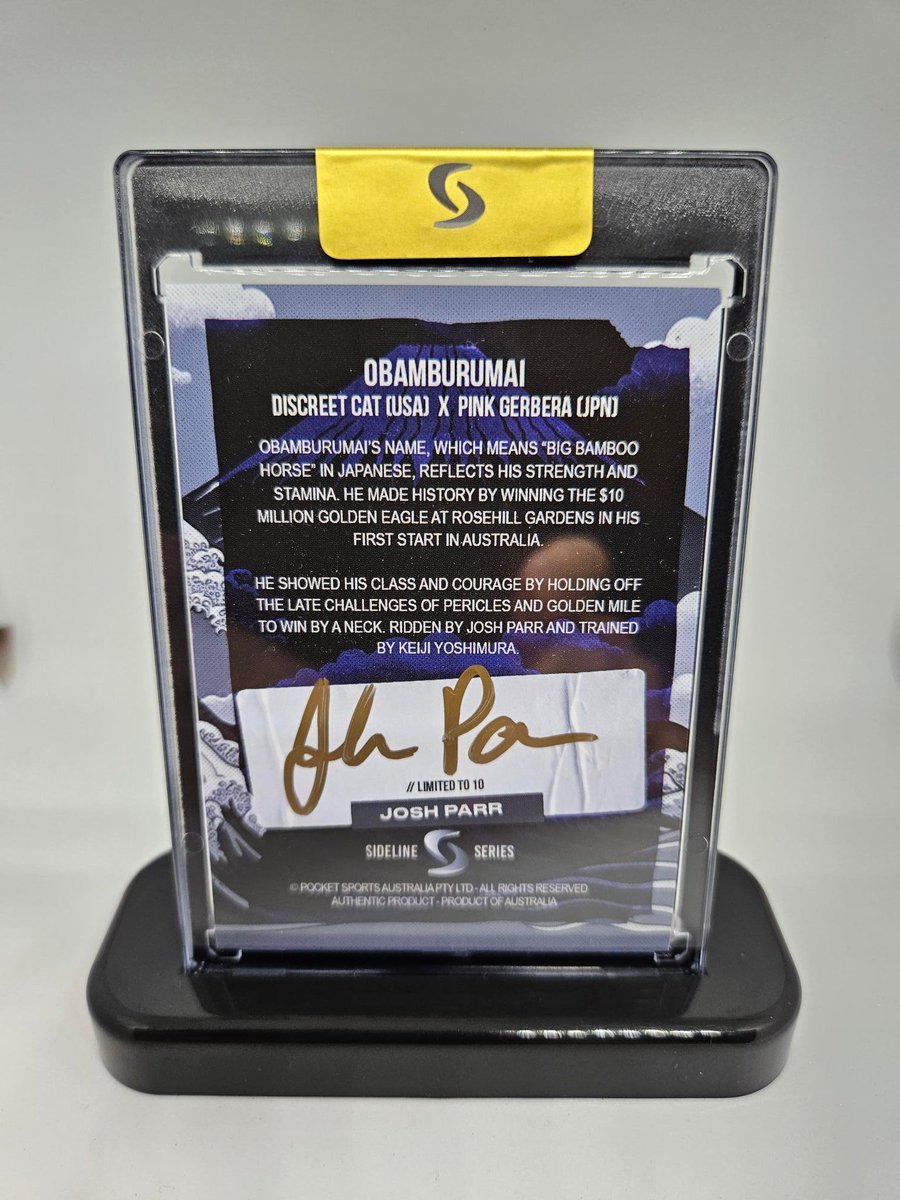 OBAMBURUMAI
DISCREET CAT (USA) X PINK GERBERA (JPN)
OBAMBURUMAI'S NAME, WHICH MEANS "BIG BAMBOO
HORSE" IN JAPANESE, REFLECTS HIS STRENGTH AND
STAMINA. HE MADE HISTORY BY WINNING THE $10
MILLION GOLDEN EAGLE AT ROSEHILL GARDENS IN HIS
FIRST START IN AUSTRALIA.
HE SHOWED HIS CLASS AND COURAGE BY HOLDING OFF
THE LATE CHALLENGES OF PERICLES AND GOLDEN MILE
TO WIN BY A NECK. RIDDEN BY JOSH PARR AND TRAINED
BY KEIJI YOSHIMURA.
Josh Parr
// LIMITED TO 10
JOSH PARR
SIDELINE S SERIES
© POCKET SPORTS AUSTRALIA PTY LTD - ALL RIGHTS RESERVED
AUTHENTIC PRODUCT - PRODUCT OF AUSTRALIA